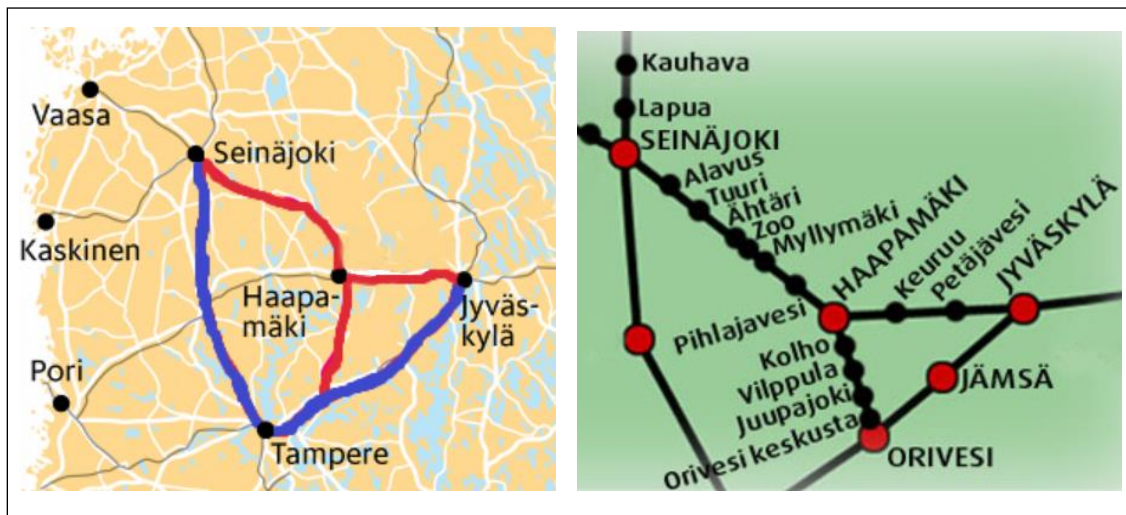 Vaasa
Seinäjoki
Kaskinen
Haapa-
mäki
Jyväs-
kylä
Pori
Tampere
Kauhava
Lapua
SEINÄJOKI
Alavus
Tuuri
Ähtäri
Zoo
Myllymäki
HAAPAMÄKI
Keuruu
Petäjävesi
JYVÄSKYLÄ
Pihlajavesi
Kolho
Vilppula
JÄMSÄ
Juupajoki
Orivesi keskusta
ORIVESI